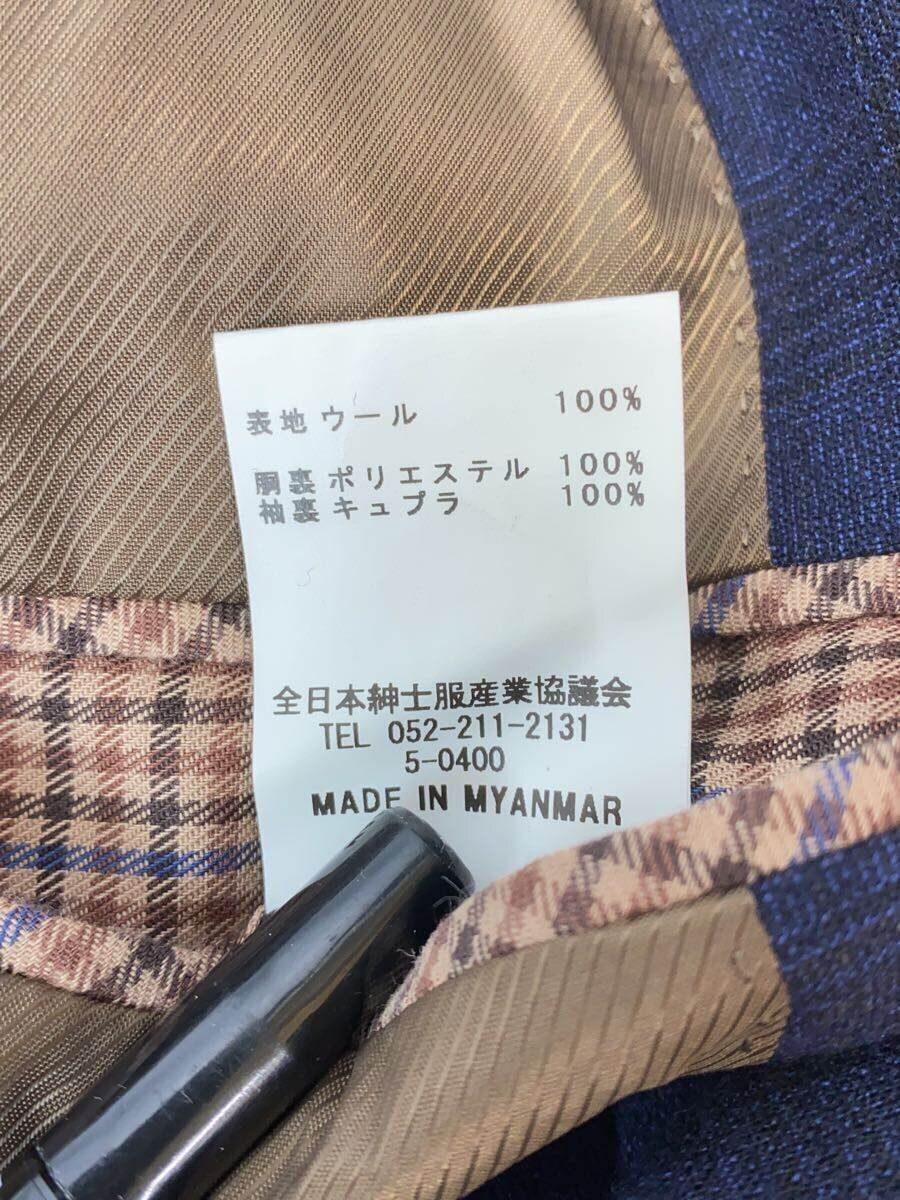 表地 ウール 100%
胴裏 ポリエステル 100%
袖裏 キュプラ 100%
全日本紳士服産業協議会
TEL 052-211-2131
5-0400
MADE IN MYANMAR